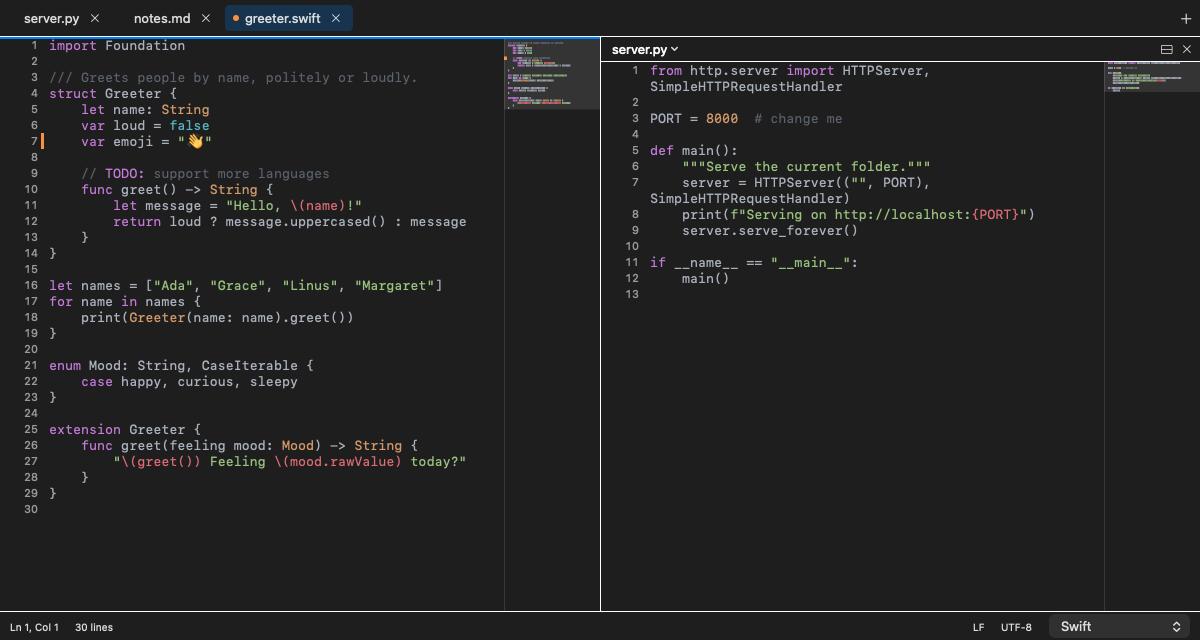 server.py ×
notes.md ×
greeter.swift ×
+
1 import Foundation
2
3 /// Greets people by name, politely or loudly.
4 struct Greeter {
5     let name: String
6     var loud = false
7     var emoji = "👋"
8
9     // TODO: support more languages
10     func greet() -> String {
11         let message = "Hello, \(name)!"
12         return loud ? message.uppercased() : message
13     }
14 }
15
16 let names = ["Ada", "Grace", "Linus", "Margaret"]
17 for name in names {
18     print(Greeter(name: name).greet())
19 }
20
21 enum Mood: String, CaseIterable {
22     case happy, curious, sleepy
23 }
24
25 extension Greeter {
26     func greet(feeling mood: Mood) -> String {
27         "\(greet()) Feeling \(mood.rawValue) today?"
28     }
29 }
30
server.py
1 from http.server import HTTPServer,
SimpleHTTPRequestHandler
2
3 PORT = 8000  # change me
4
5 def main():
6     """Serve the current folder."""
7     server = HTTPServer(("", PORT),
SimpleHTTPRequestHandler)
8     print(f"Serving on http://localhost:{PORT}")
9     server.serve_forever()
10
11 if __name__ == "__main__":
12     main()
13
Ln 1, Col 1
30 lines
LF
UTF-8
Swift